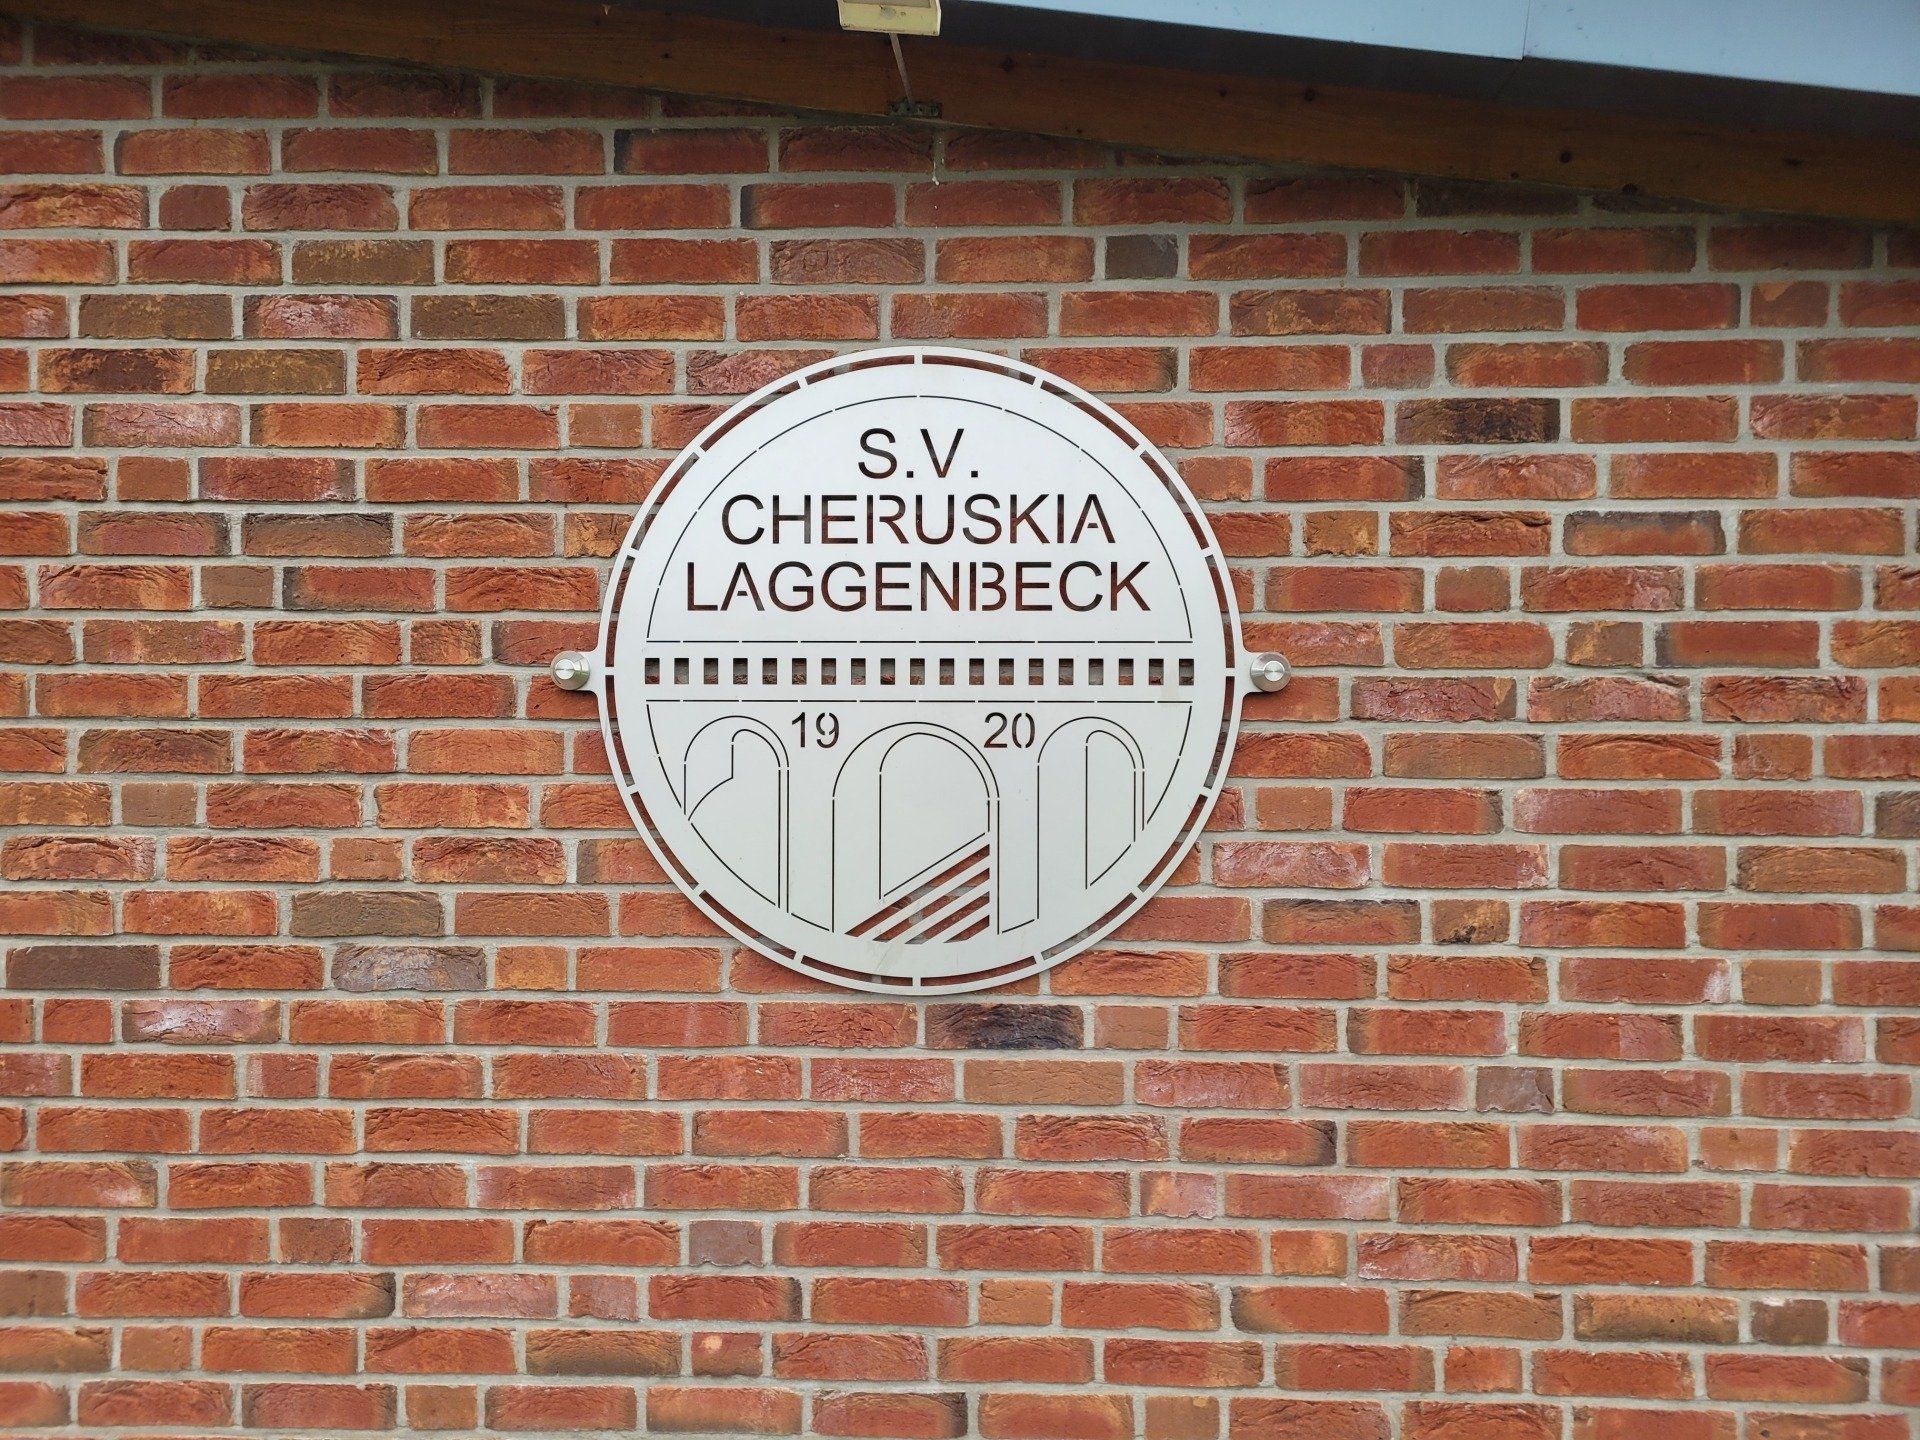 S.V.
CHERUSKIA
LAGGENBECK
19 20